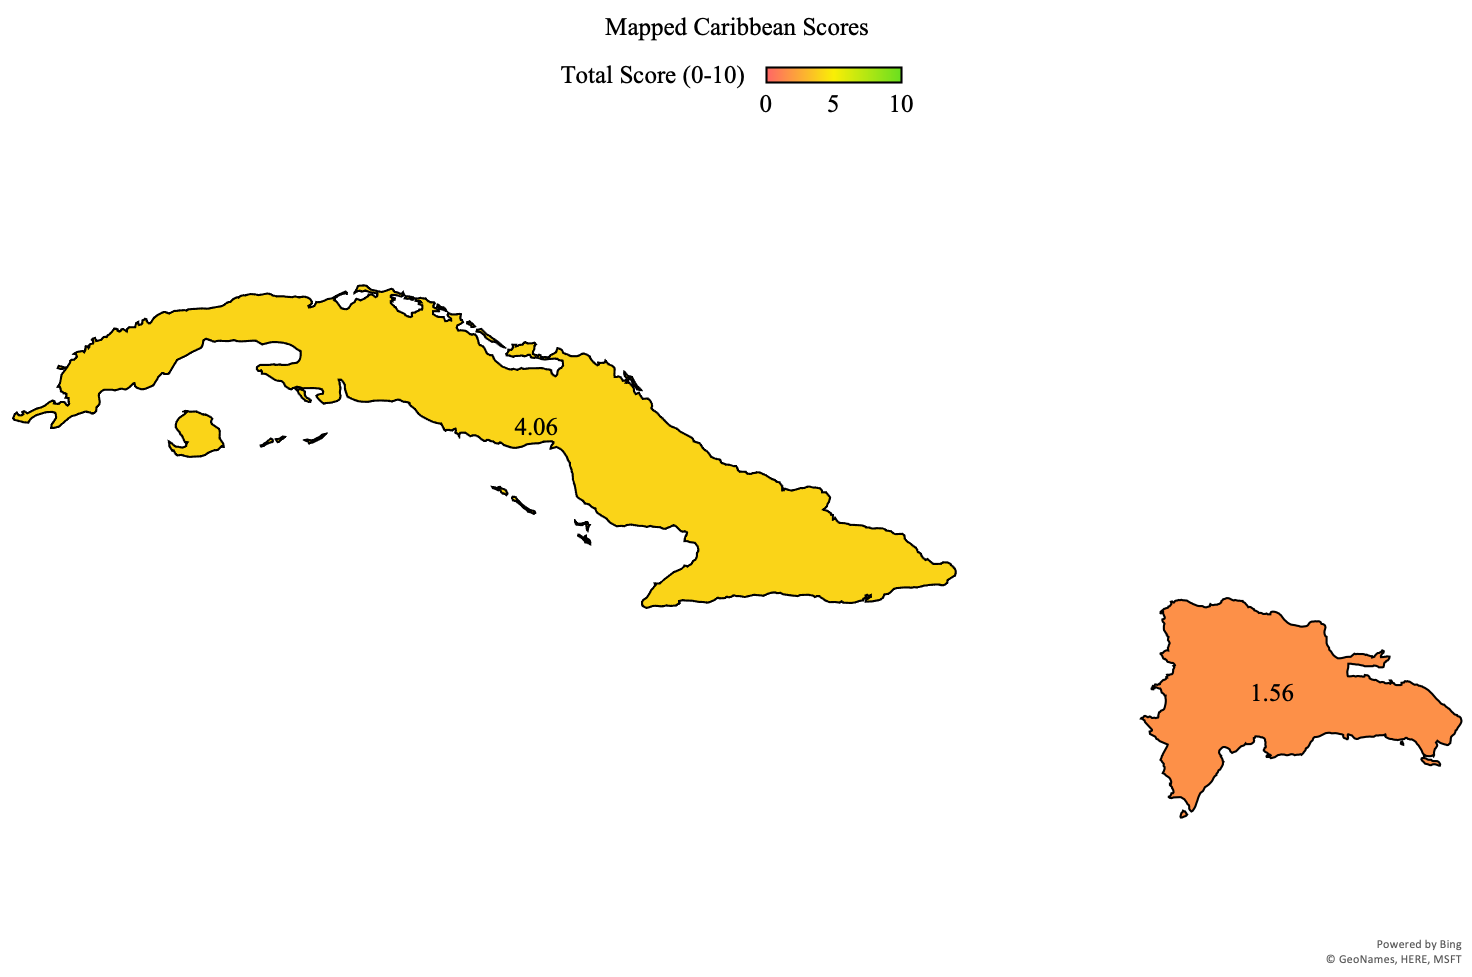 Mapped Caribbean Scores
Total Score (0-10)
0 5 10
4.06
1.56
Powered by Bing
© GeoNames, HERE, MSFT